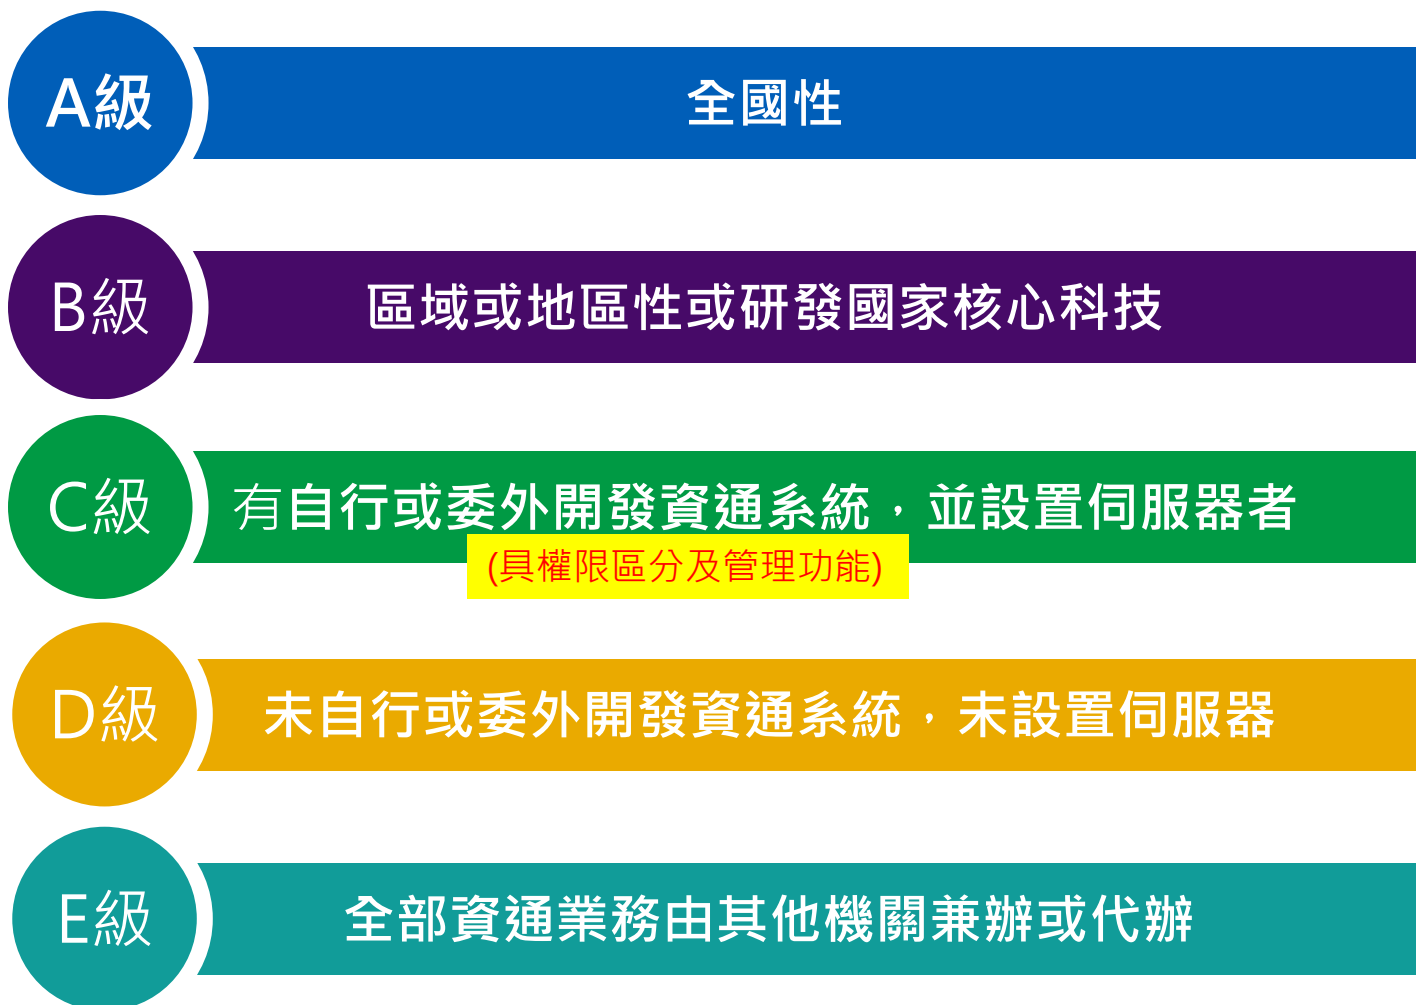 A級
全國性
B級
區域或地區性或研發國家核心科技
C級
有自行或委外開發資通系統，並設置伺服器者
(具權限區分及管理功能)
D級
未自行或委外開發資通系統，未設置伺服器
E級
全部資通業務由其他機關兼辦或代辦